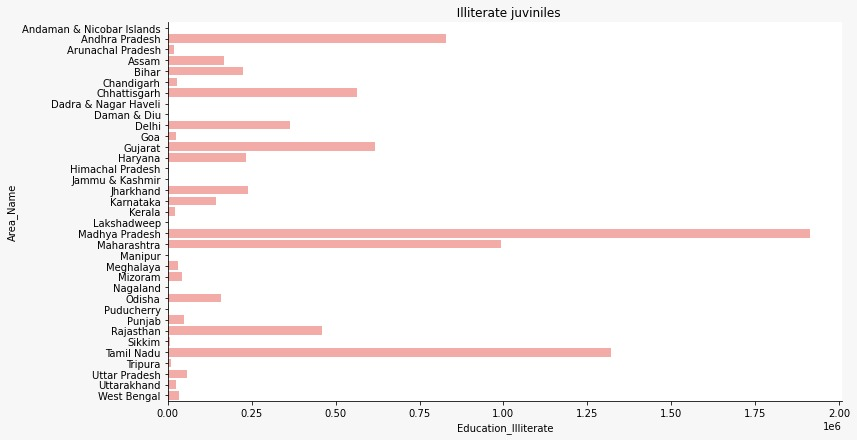 Illiterate juviniles
Andaman & Nicobar Islands
Andhra Pradesh
Arunachal Pradesh
Assam
Bihar
Chandigarh
Chhattisgarh
Dadra & Nagar Haveli
Daman & Diu
Delhi
Goa
Gujarat
Haryana
Himachal Pradesh
Jammu & Kashmir
Jharkhand
Karnataka
Kerala
Lakshadweep
Madhya Pradesh
Maharashtra
Manipur
Meghalaya
Mizoram
Nagaland
Odisha
Puducherry
Punjab
Rajasthan
Sikkim
Tamil Nadu
Tripura
Uttar Pradesh
Uttarakhand
West Bengal
Area_Name
0.00 0.25 0.50 0.75 1.00 1.25 1.50 1.75 2.00
1e6
Education_Illiterate